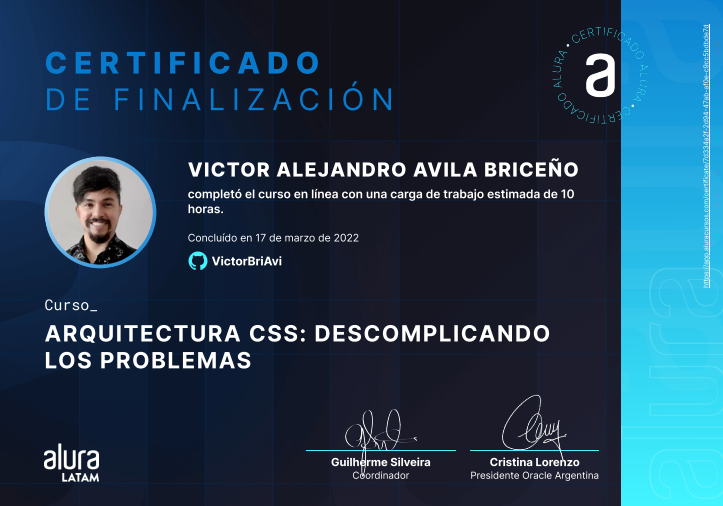 CERTIFICADO
DE FINALIZACIÓN
CERTIFICADO ALURA • CERTIFICADO ALURA •
a
VICTOR ALEJANDRO AVILA BRICEÑO
completó el curso en línea con una carga de trabajo estimada de 10
horas.
Concluído en 17 de marzo de 2022
VictorBriAvi
Curso_
ARQUITECTURA CSS: DESCOMPLICANDO
LOS PROBLEMAS
alura
LATAM
Guilherme Silveira
Coordinador
Cristina Lorenzo
Presidente Oracle Argentina
alura